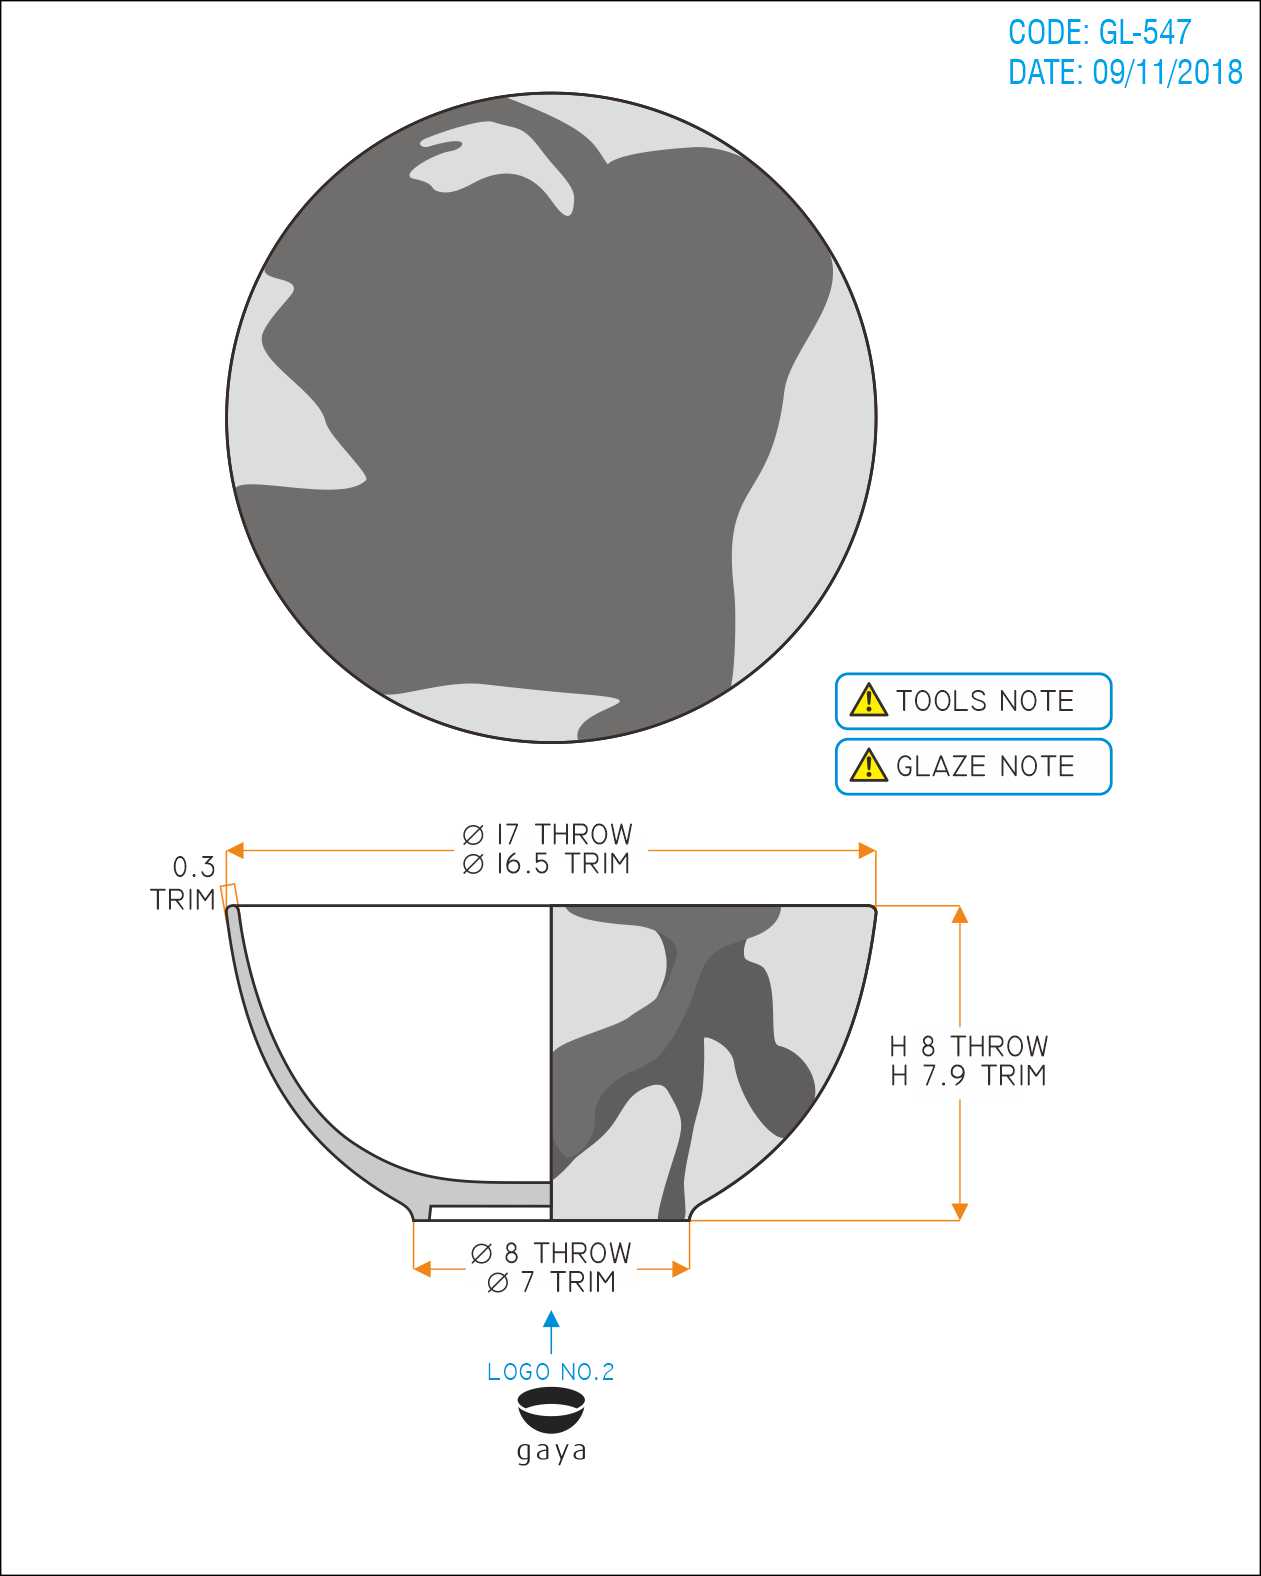 CODE: GL-547
DATE: 09/11/2018
TOOLS NOTE
GLAZE NOTE
Ø 17 THROW
Ø 16.5 TRIM
0.3
TRIM
H 8 THROW
H 7.9 TRIM
Ø 8 THROW
Ø 7 TRIM
LOGO NO.2
gaya